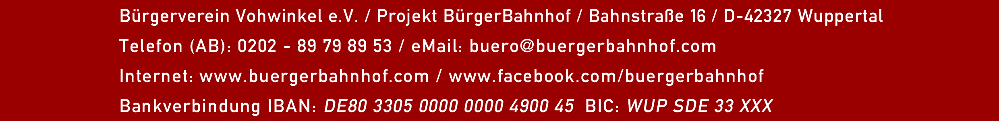 Bürgerverein Vohwinkel e.V. / Projekt BürgerBahnhof / Bahnstraße 16 / D-42327 Wuppertal
Telefon (AB): 0202 - 89 79 89 53 / eMail: buero@buergerbahnhof.com
Internet: www.buergerbahnhof.com / www.facebook.com/buergerbahnhof
Bankverbindung IBAN: DE80 3305 0000 0000 4900 45 BIC: WUP SDE 33 XXX